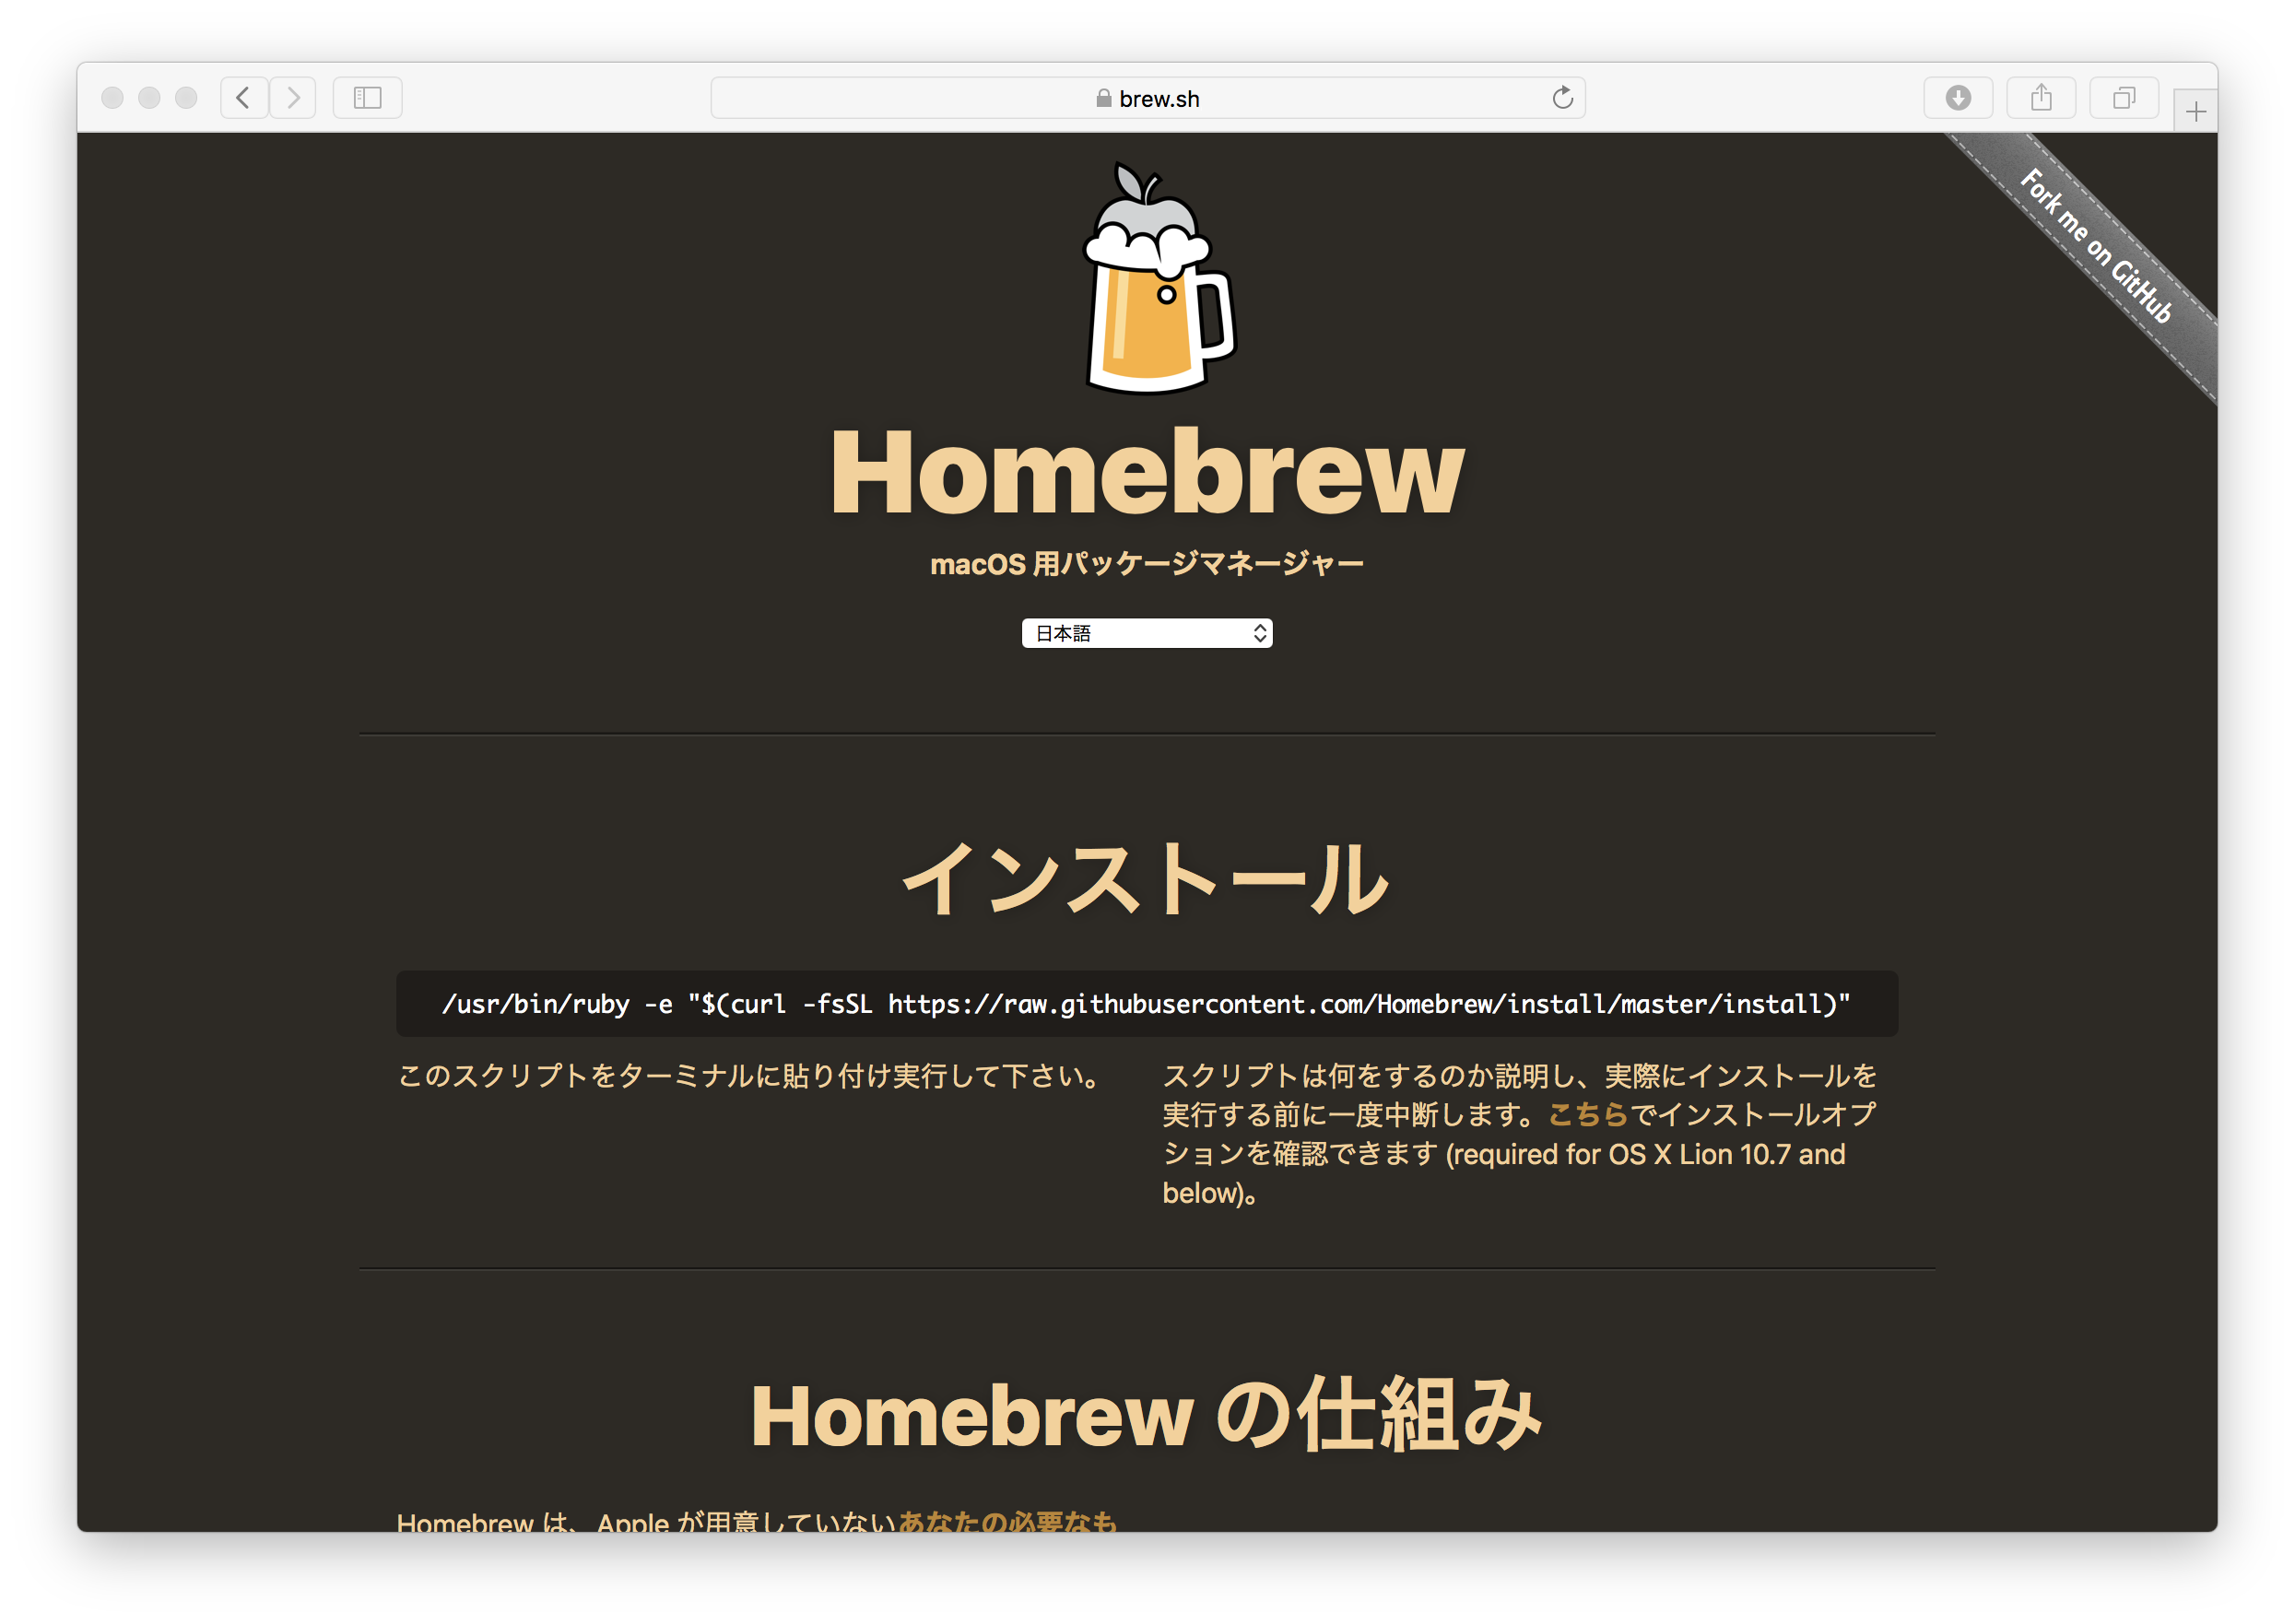 brew.sh
Fork me on GitHub
Homebrew
macOS 用パッケージマネージャー
日本語
インストール
/usr/bin/ruby -e "$(curl -fsSL https://raw.githubusercontent.com/Homebrew/install/master/install)"
このスクリプトをターミナルに貼り付け実行して下さい。
スクリプトは何をするのか説明し、実際にインストールを
実行する前に一度中断します。こちらでインストールオプ
ションを確認できます (required for OS X Lion 10.7 and
below)。
Homebrew の仕組み
Homebrew は、Apple が用意していないあなたの必要なも